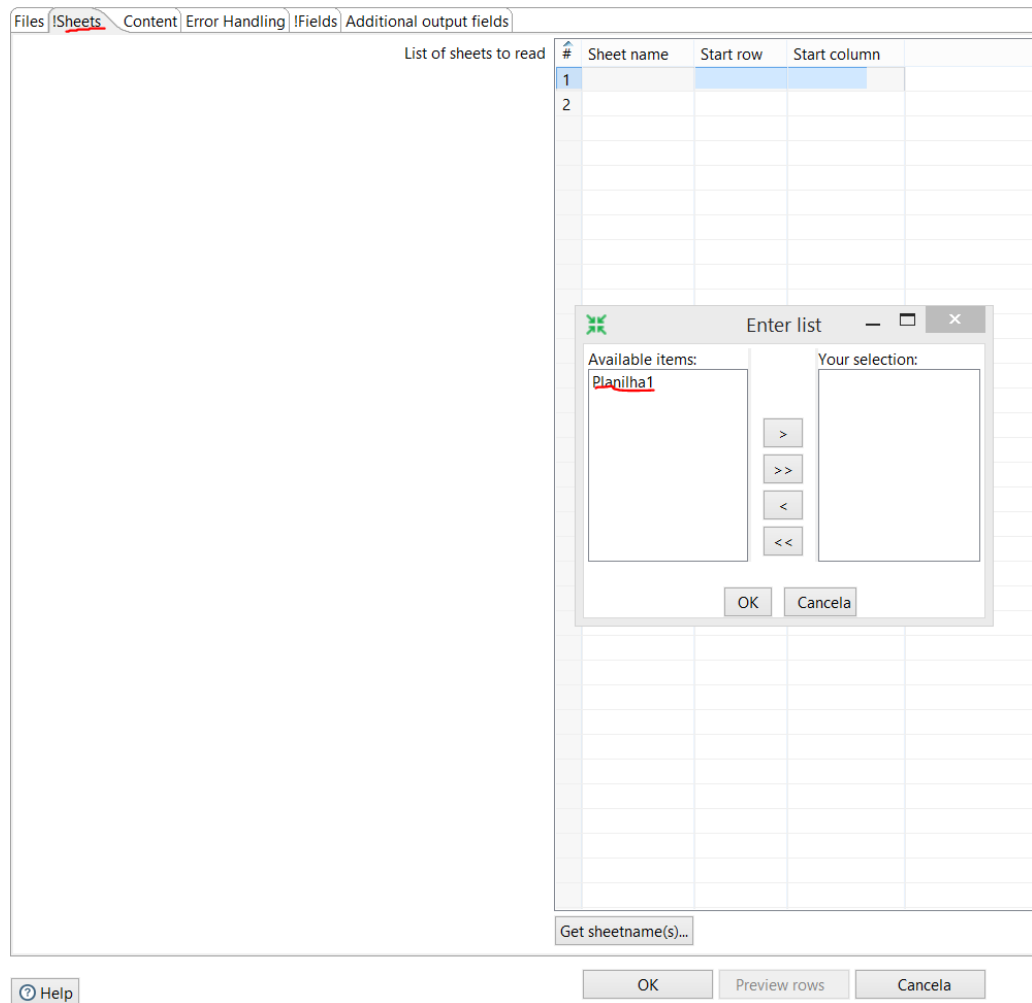 Files !Sheets Content Error Handling !Fields Additional output fields
List of sheets to read # Sheet name Start row Start column
1
2
Enter list
Available items: Your selection:
Planilha1
>
>>
<
<<
OK Cancela
Get sheetname(s)...
Help OK Preview rows Cancela